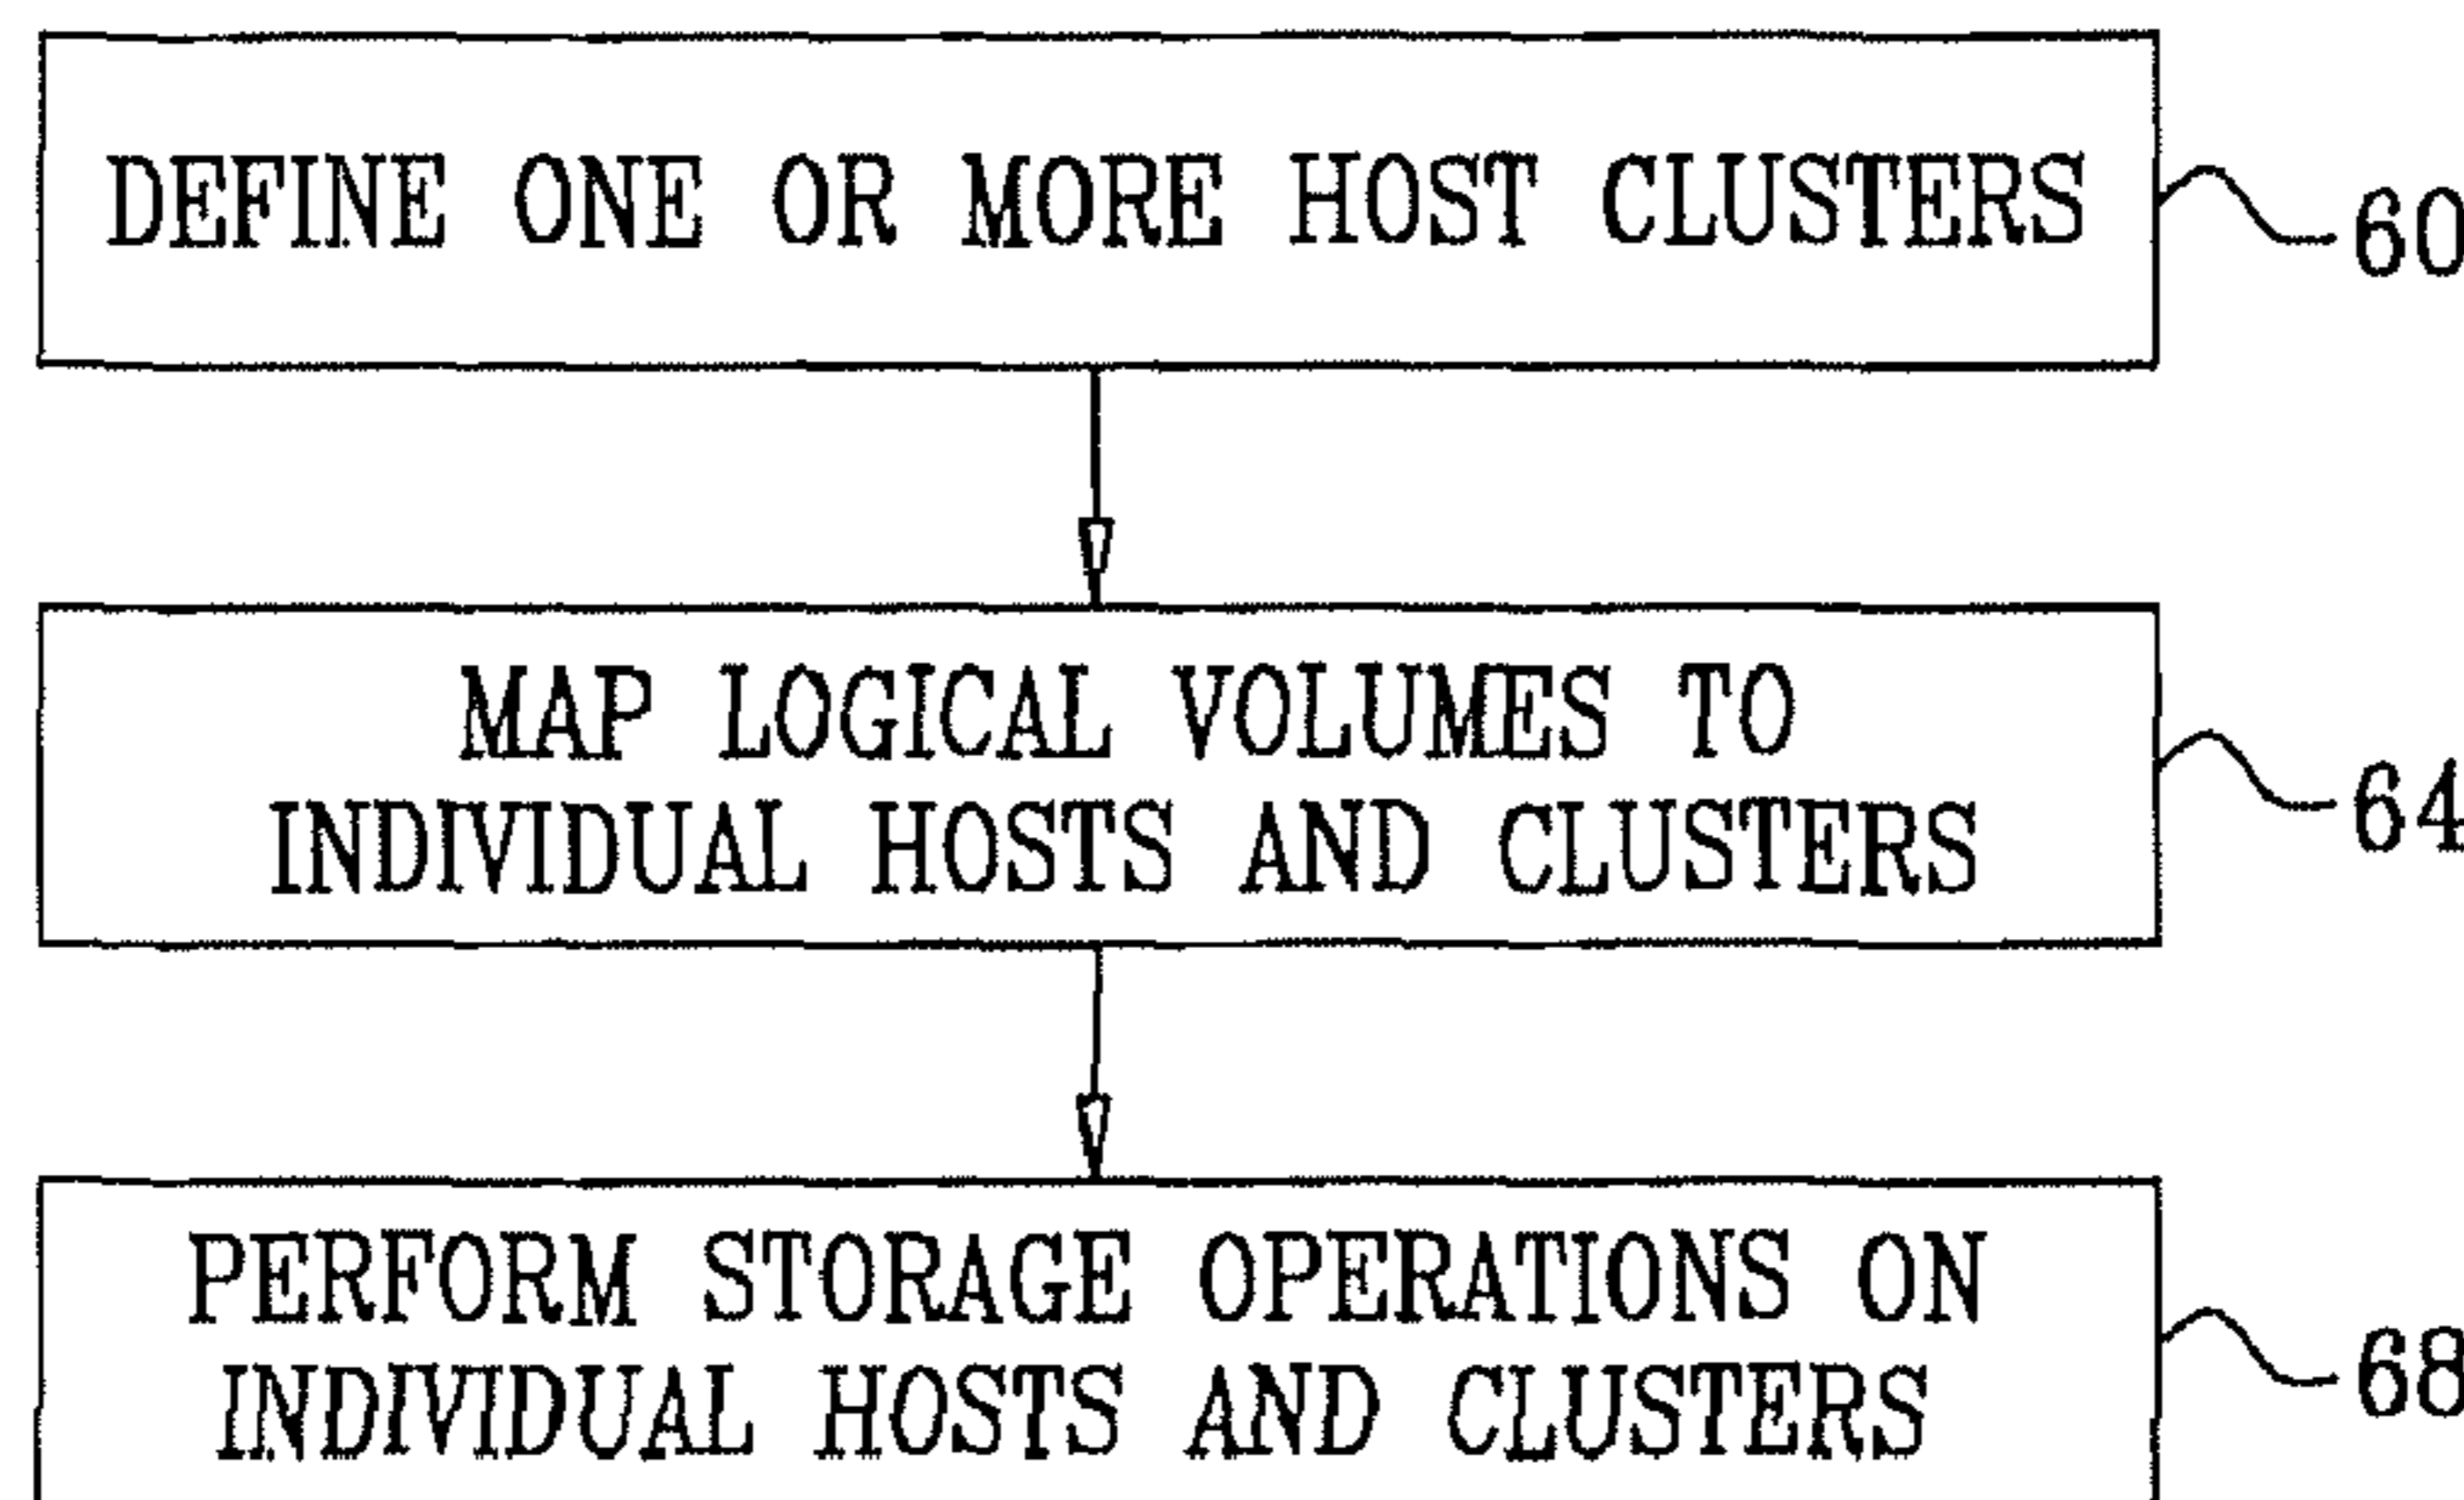 DEFINE ONE OR MORE HOST CLUSTERS
60
MAP LOGICAL VOLUMES TO
INDIVIDUAL HOSTS AND CLUSTERS
64
PERFORM STORAGE OPERATIONS ON
INDIVIDUAL HOSTS AND CLUSTERS
68